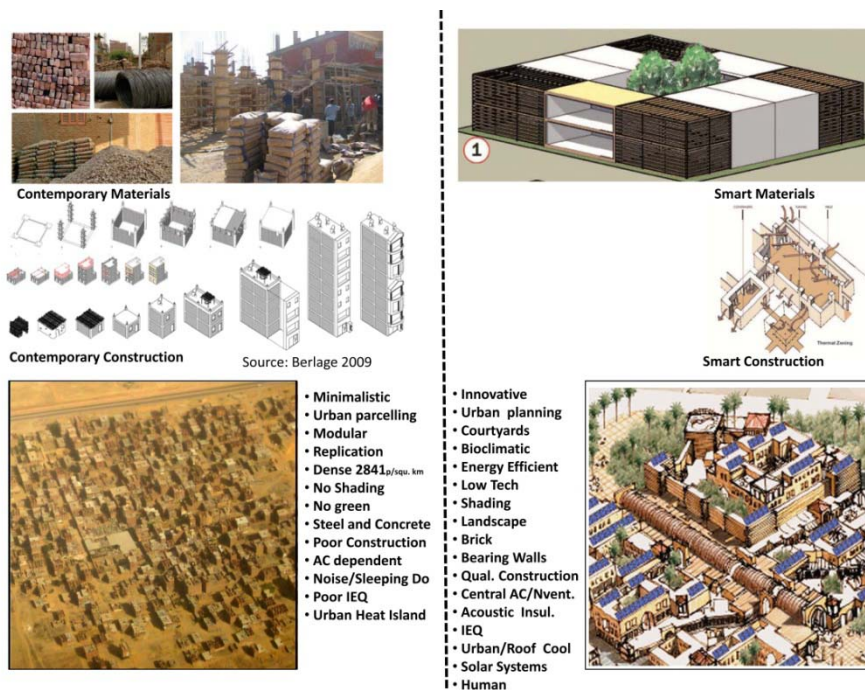 Contemporary Materials
Contemporary Construction
Source: Berlage 2009
• Minimalistic
• Urban parcelling
• Modular
• Replication
• Dense 2841p/squ. km
• No Shading
• No green
• Steel and Concrete
• Poor Construction
• AC dependent
• Noise/Sleeping Do
• Poor IEQ
• Urban Heat Island
1
Smart Materials
Thermal Zoning
Smart Construction
• Innovative
• Urban planning
• Courtyards
• Bioclimatic
• Energy Efficient
• Low Tech
• Shading
• Landscape
• Brick
• Bearing Walls
• Qual. Construction
• Central AC/Nvent.
• Acoustic Insul.
• IEQ
• Urban/Roof Cool
• Solar Systems
• Human